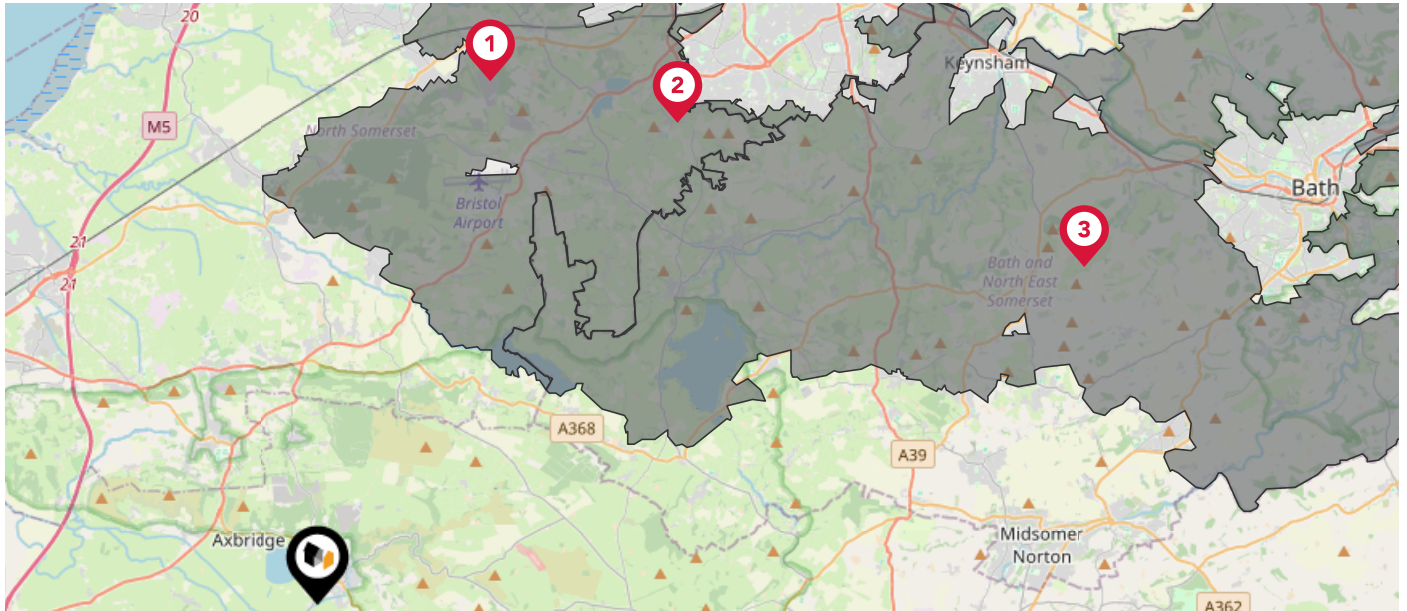 20
1
2
Keynsham
M5
North Somerset
3
Bath
Bristol
Airport
21
21
Bath and
North East
Somerset
A368
A39
Axbridge
Midsomer
Norton
A362